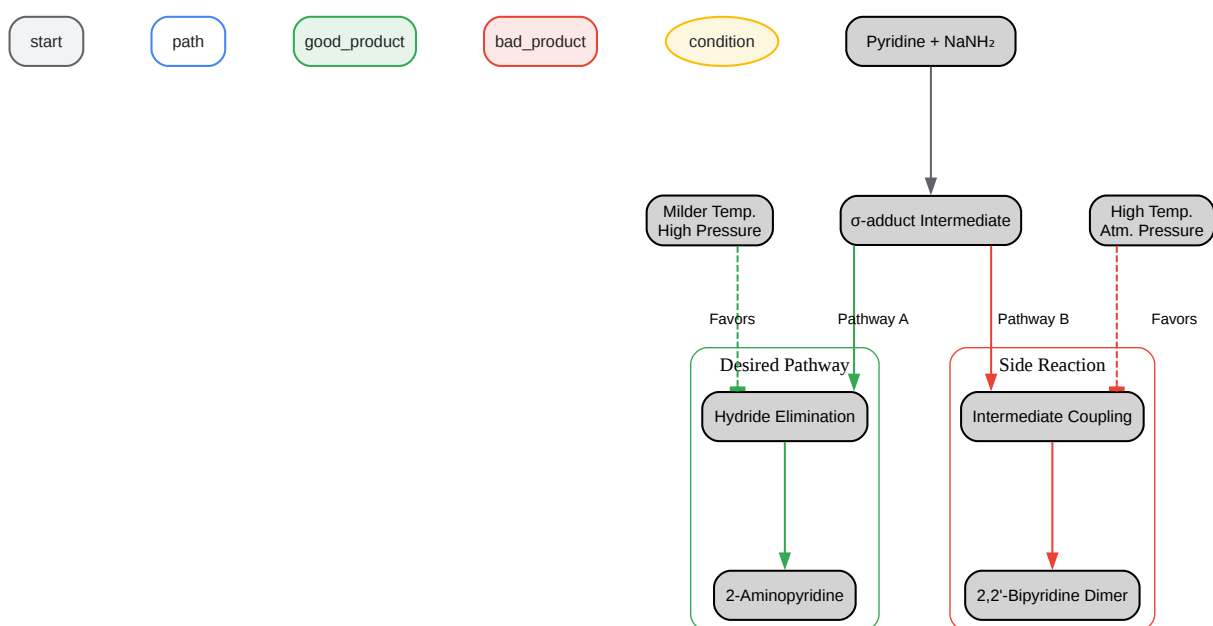 start
path
good_product
bad_product
condition
Pyridine + NaNH₂
Milder Temp.
High Pressure
σ-adduct Intermediate
High Temp.
Atm. Pressure
Favors
Pathway A
Pathway B
Favors
Desired Pathway
Side Reaction
Hydride Elimination
Intermediate Coupling
2-Aminopyridine
2,2'-Bipyridine Dimer